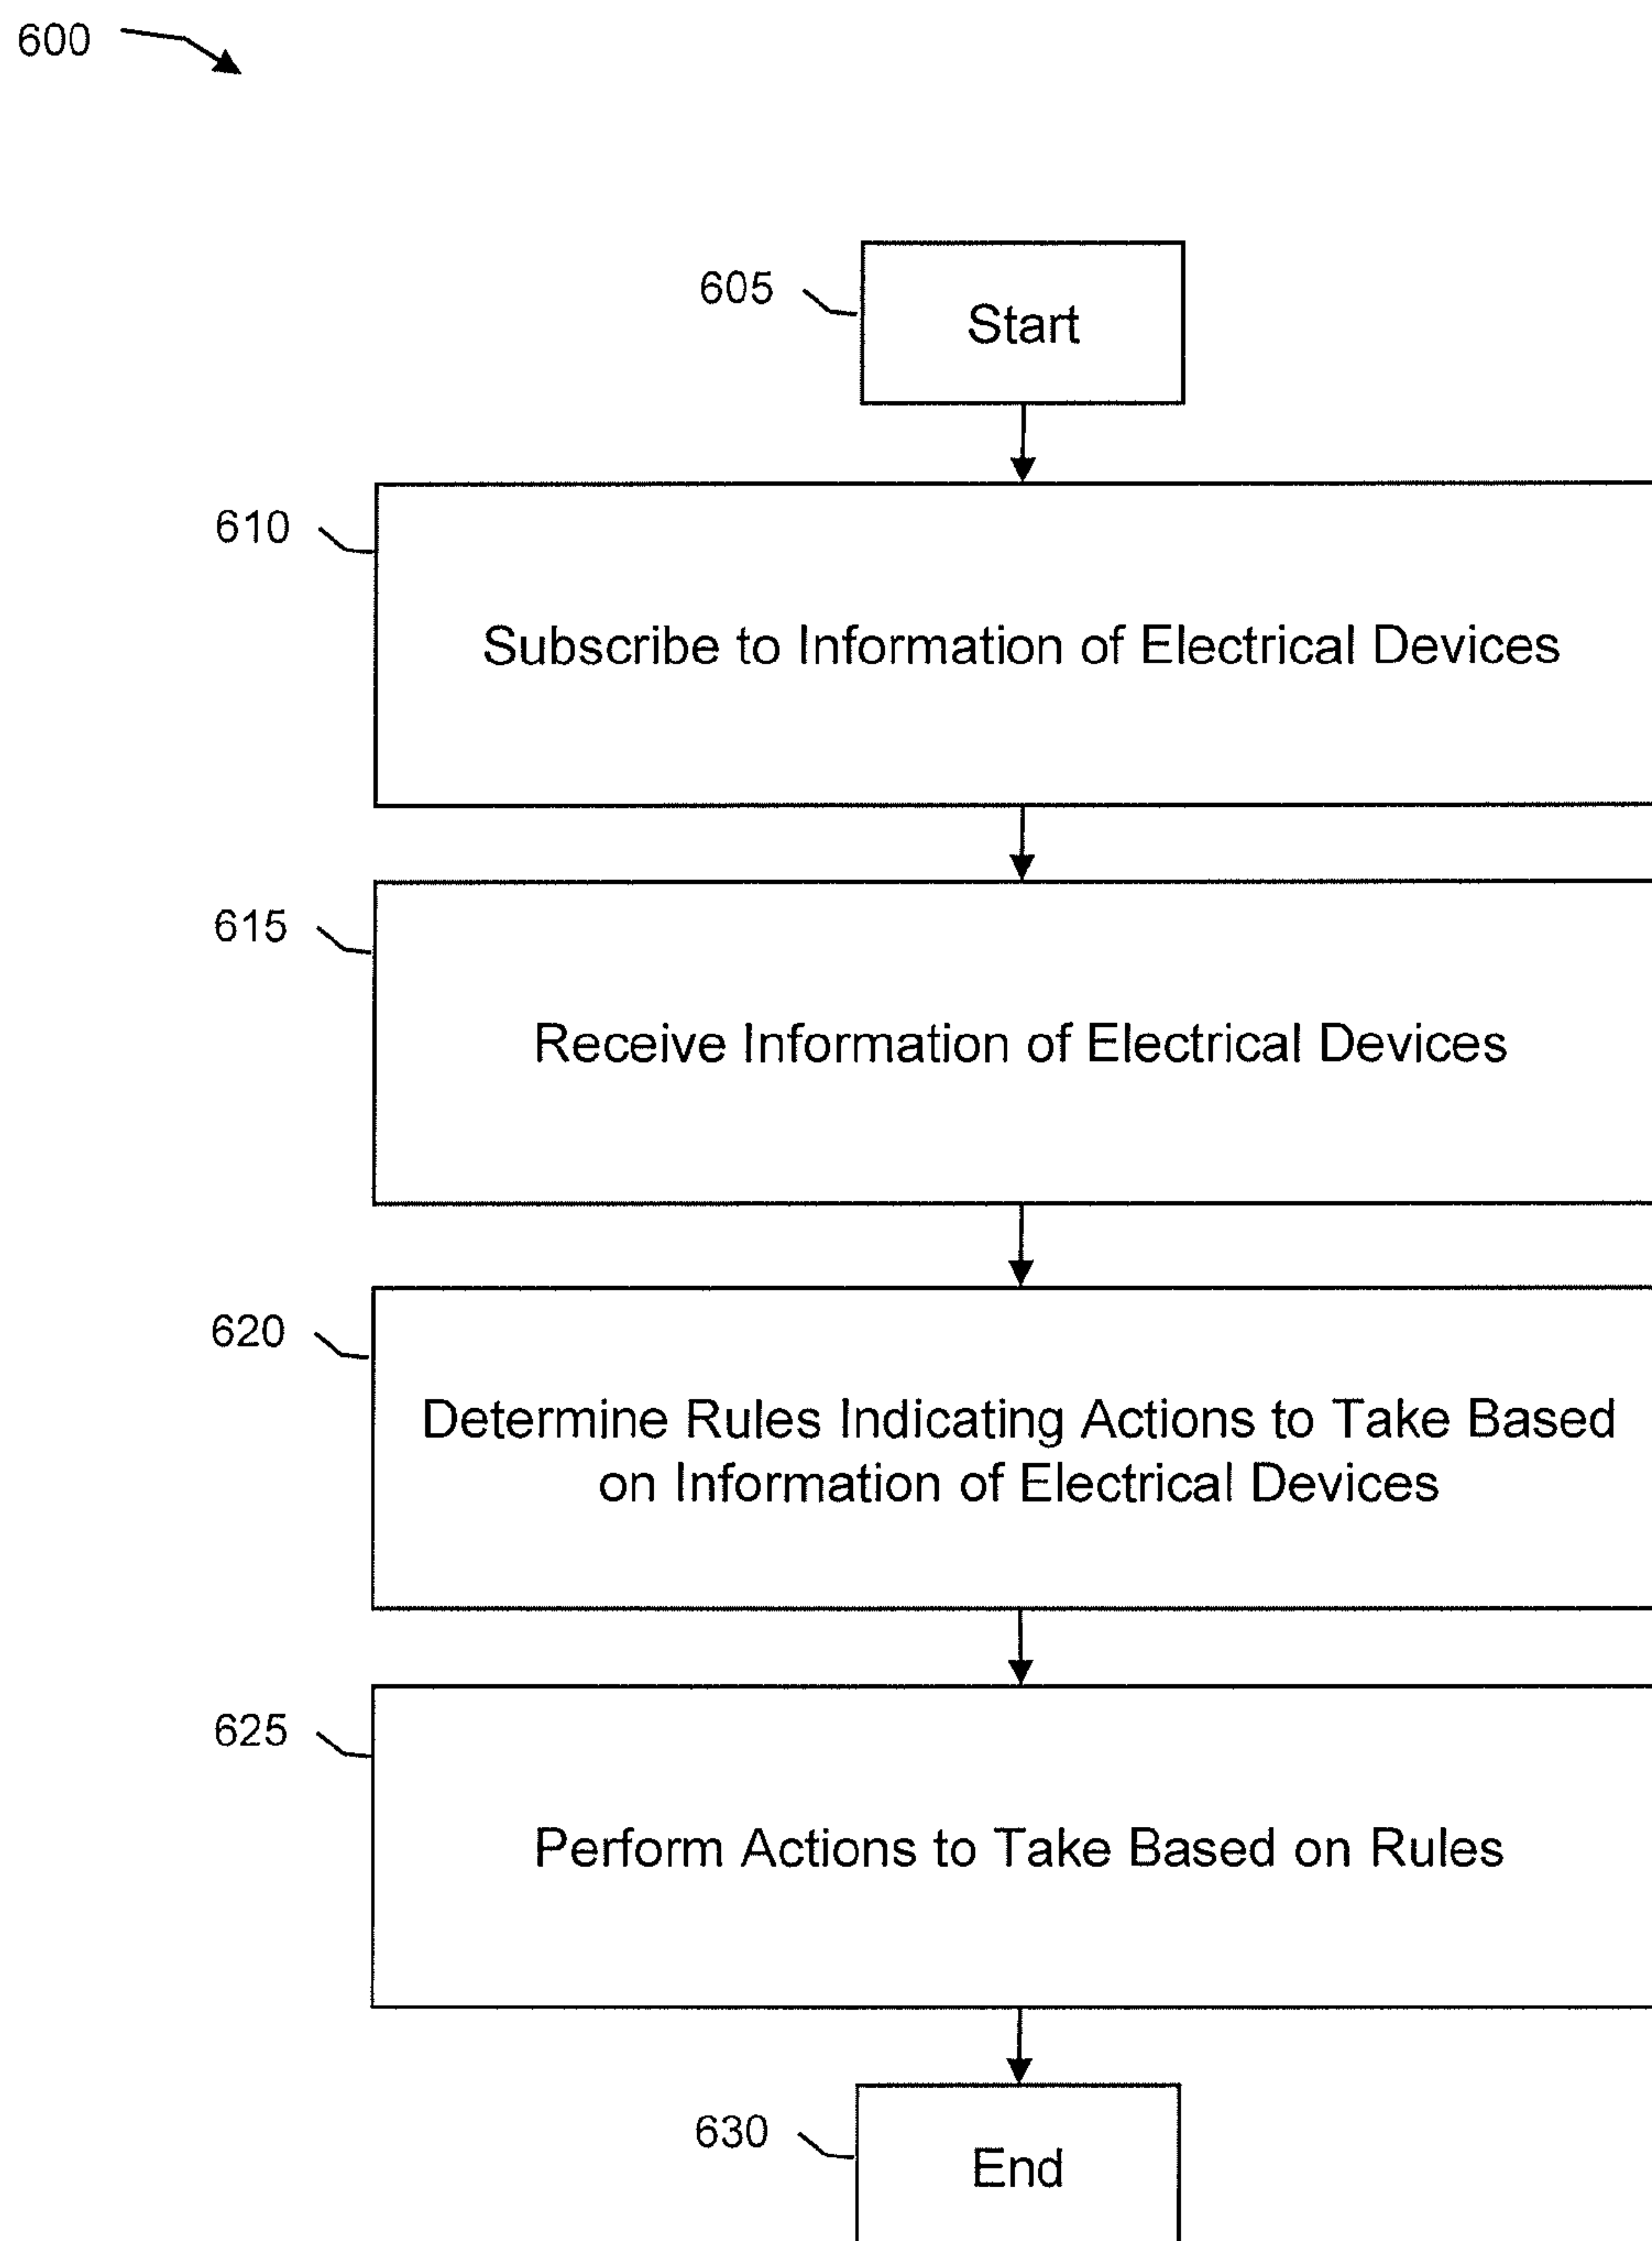 600
605
Start
610
Subscribe to Information of Electrical Devices
615
Receive Information of Electrical Devices
620
Determine Rules Indicating Actions to Take Based
on Information of Electrical Devices
625
Perform Actions to Take Based on Rules
630
End